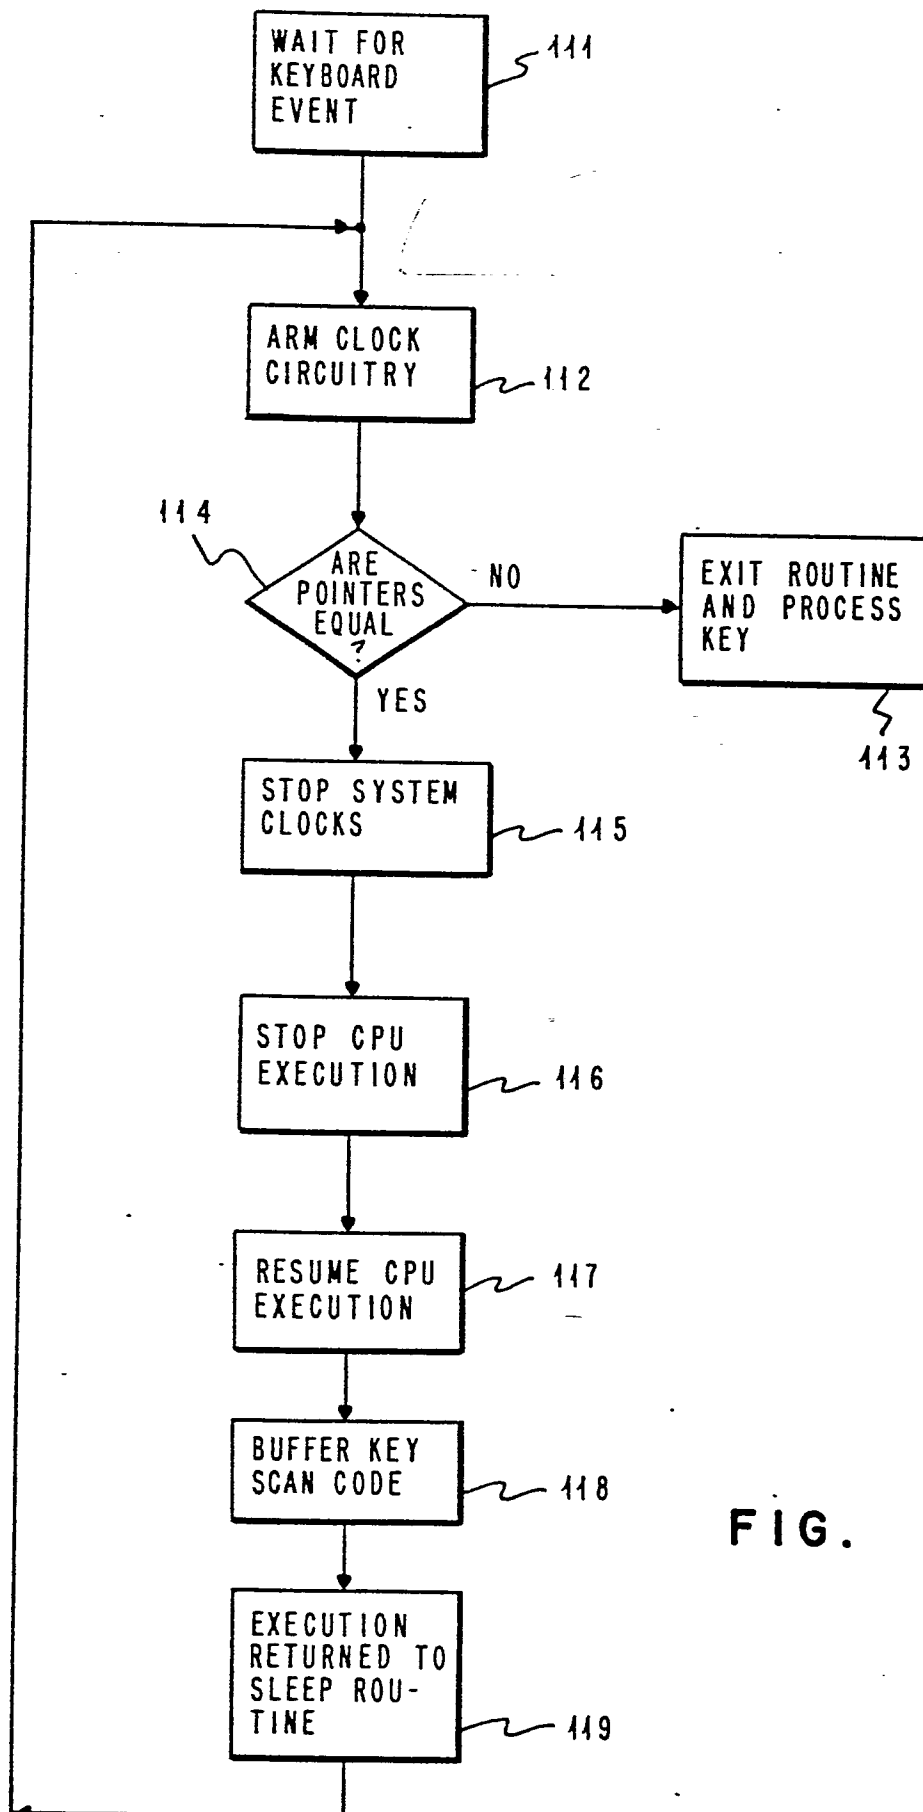 WAIT FOR
KEYBOARD
EVENT
111
ARM CLOCK
CIRCUITRY
112
114
ARE
POINTERS
EQUAL
?
NO
EXIT ROUTINE
AND PROCESS
KEY
113
YES
STOP SYSTEM
CLOCKS
115
STOP CPU
EXECUTION
116
RESUME CPU
EXECUTION
117
BUFFER KEY
SCAN CODE
118
FIG.
EXECUTION
RETURNED TO
SLEEP ROU-
TINE
119